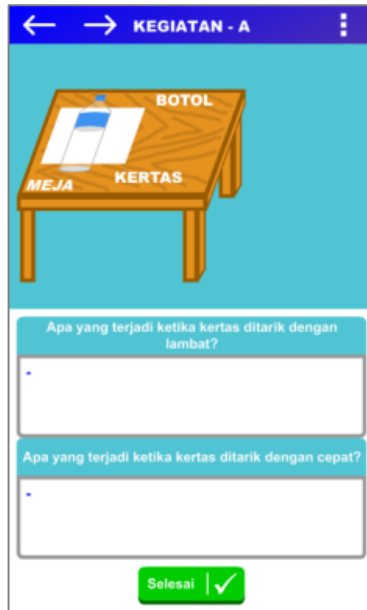 KEGIATAN - A
BOTOL
KERTAS
MEJA
Apa yang terjadi ketika kertas ditarik dengan
lambat?
-
Apa yang terjadi ketika kertas ditarik dengan cepat?
-
Selesai